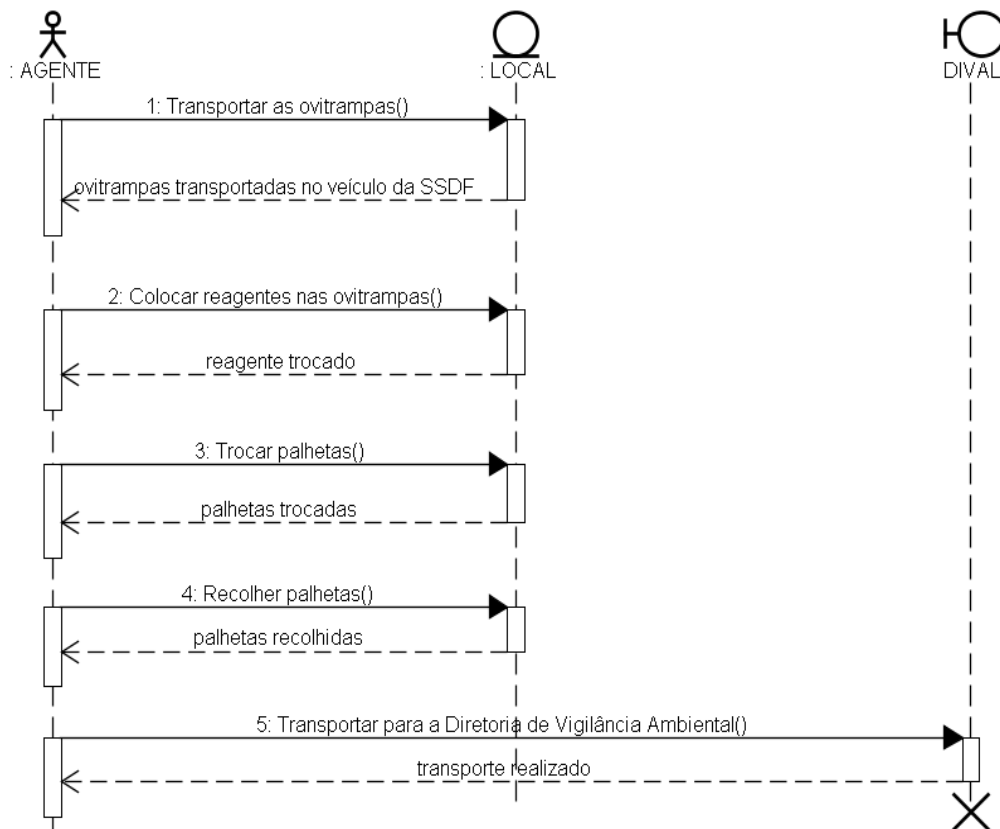 : AGENTE
: LOCAL
DIVAL
1: Transportar as ovitrampas()
ovitrampas transportadas no veículo da SSDF
2: Colocar reagentes nas ovitrampas()
reagente trocado
3: Trocar palhetas()
palhetas trocadas
4: Recolher palhetas()
palhetas recolhidas
5: Transportar para a Diretoria de Vigilância Ambiental()
transporte realizado